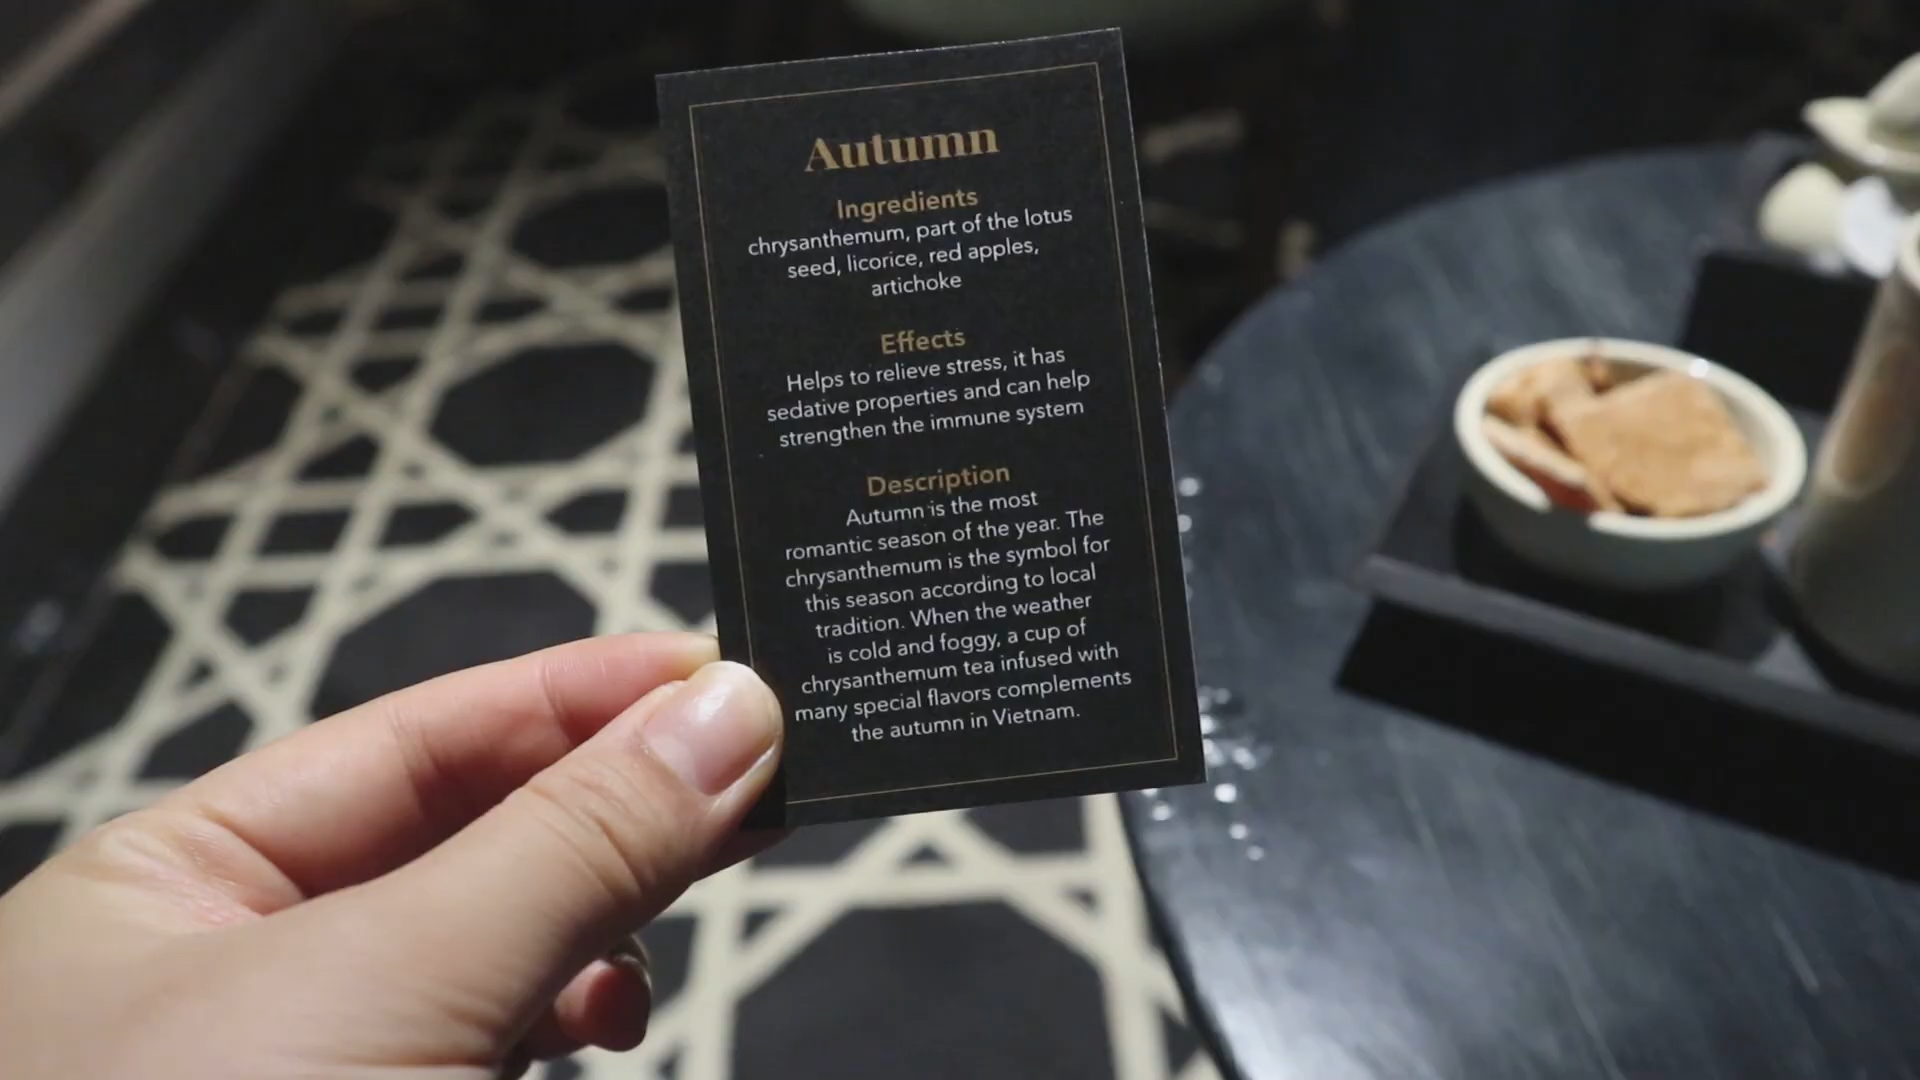 Autumn
Ingredients
chrysanthemum, part of the lotus
seed, licorice, red apples,
artichoke
Effects
Helps to relieve stress, it has
sedative properties and can help
strengthen the immune system
Description
Autumn is the most
romantic season of the year. The
chrysanthemum is the symbol for
this season according to local
tradition. When the weather
is cold and foggy, a cup of
chrysanthemum tea infused with
many special flavors complements
the autumn in Vietnam.